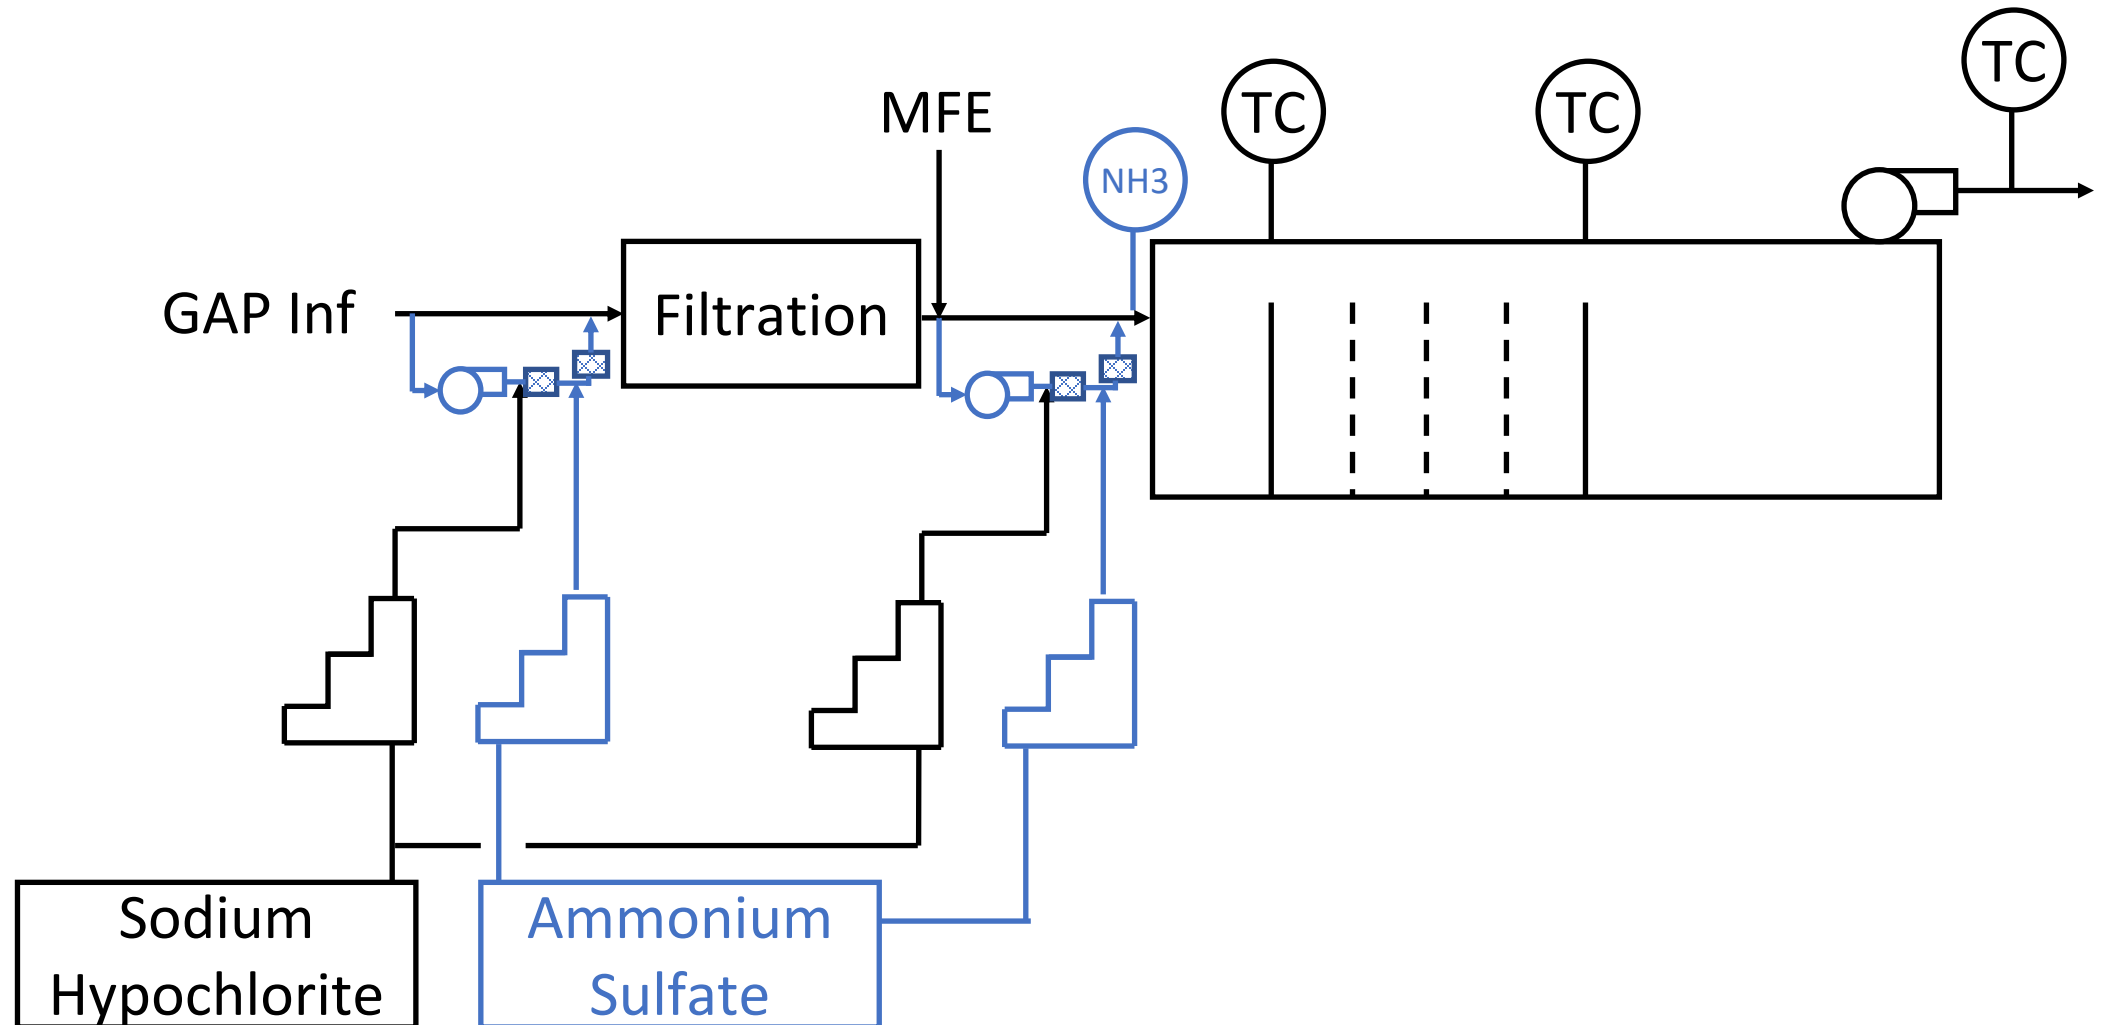 TC
TC
TC
MFE
NH3
GAP Inf
Filtration
Sodium
Hypochlorite
Ammonium
Sulfate